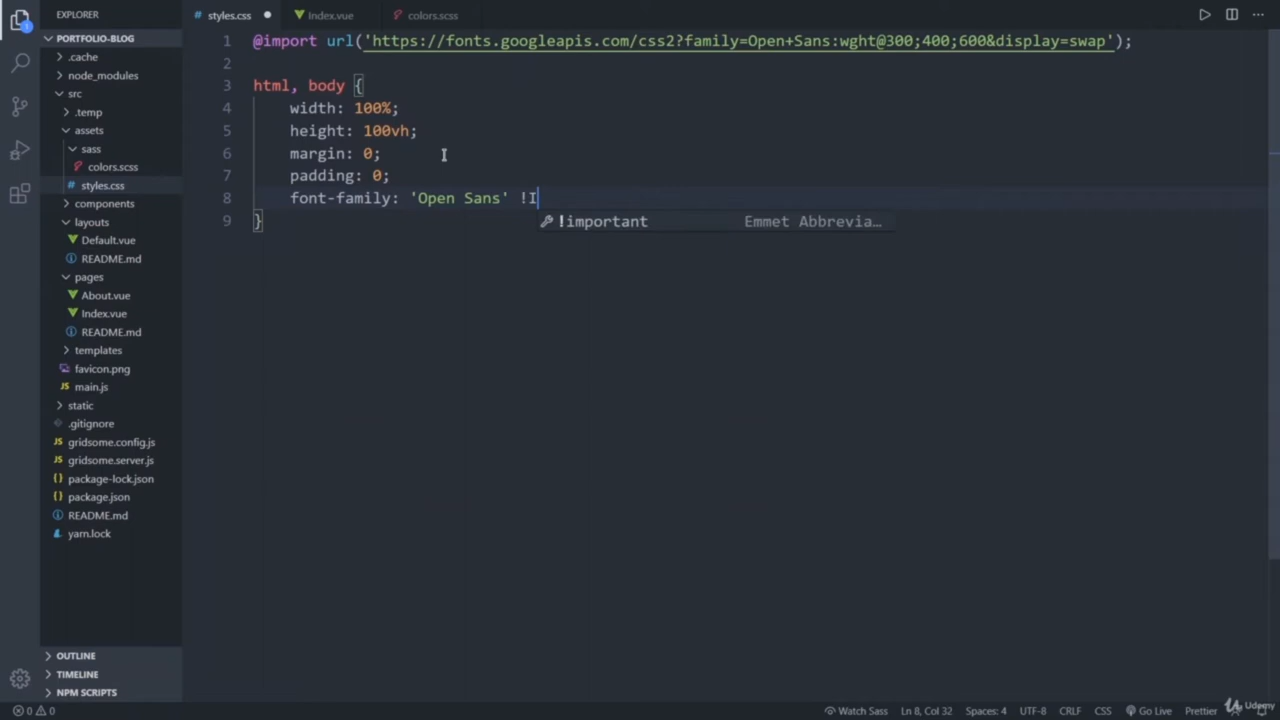 EXPLORER
styles.css
Index.vue
colors.scss
PORTFOLIO-BLOG
.cache
node_modules
src
.temp
assets
sass
colors.scss
styles.css
components
layouts
Default.vue
README.md
pages
About.vue
Index.vue
README.md
templates
favicon.png
main.js
static
.gitignore
gridsome.config.js
gridsome.server.js
package-lock.json
package.json
README.md
yarn.lock
OUTLINE
TIMELINE
NPM SCRIPTS
1 @import url('https://fonts.googleapis.com/css2?family=Open+Sans:wght@300;400;600&display=swap');
2
3 html, body {
4 width: 100%;
5 height: 100vh;
6 margin: 0;
7 padding: 0;
8 font-family: 'Open Sans' !I
!important Emmet Abbrevia…
9 }
0 0 Watch Sass Ln 8, Col 32 Spaces: 4 UTF-8 CRLF CSS Go Live Prettier
Udemy